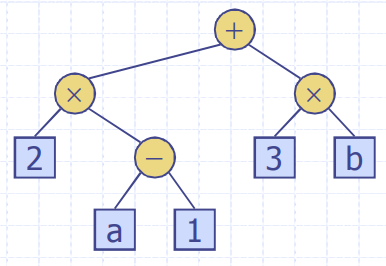 +
× ×
2 − 3 b
a 1